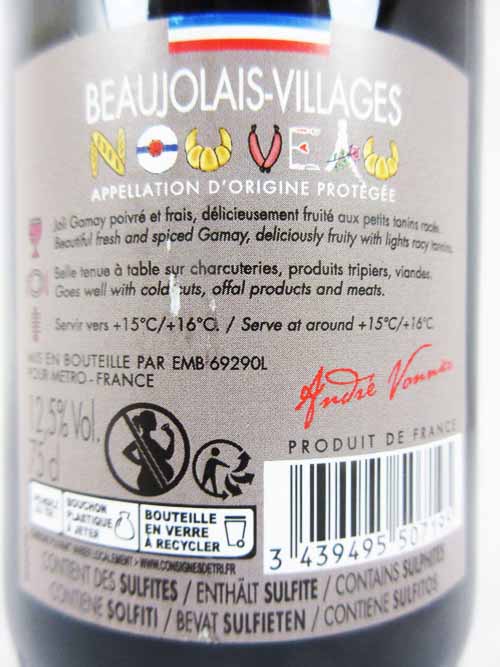 BEAUJOLAIS-VILLAGES
NOUVEAU
APPELLATION D'ORIGINE PROTÉGÉE
Joli Gamay poivré et frais, délicieusement fruité aux petits tanins racés.
Beautiful fresh and spiced Gamay, deliciously fruity with lights racy tannins.
Belle tenue à table sur charcuteries, produits tripiers, viandes.
Goes well with cold cuts, offal products and meats.
Servir vers +15°C/+16°C. / Serve at around +15°C/+16°C.
MIS EN BOUTEILLE PAR EMB 69290L
POUR METRO - FRANCE
André Vonnier
12,5% Vol.
75 cl
PRODUIT DE FRANCE
BOUCHON
PLASTIQUE
À JETER
BOUTEILLE
EN VERRE
À RECYCLER
LOCALEMENT > WWW.CONSIGNESDETRI.FR
3 439495 507195
CONTIENT DES SULFITES / ENTHÄLT SULFITE / CONTAINS SULPHITES
CONTIENE SOLFITI / BEVAT SULFIETEN / CONTIENE SULFITOS